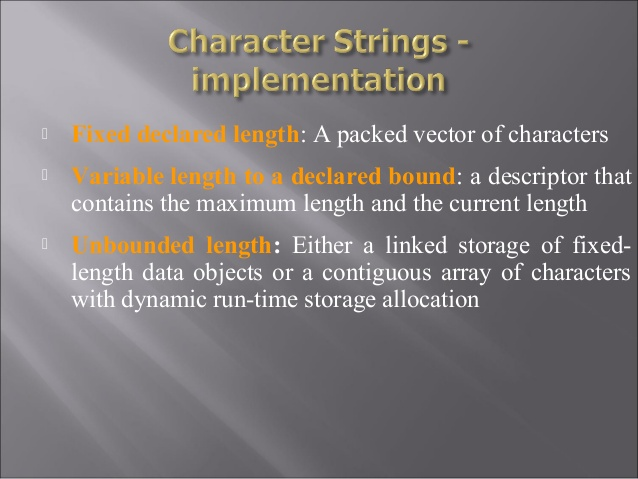 Character Strings -
implementation
Fixed declared length: A packed vector of characters
Variable length to a declared bound: a descriptor that
contains the maximum length and the current length
Unbounded length: Either a linked storage of fixed-
length data objects or a contiguous array of characters
with dynamic run-time storage allocation